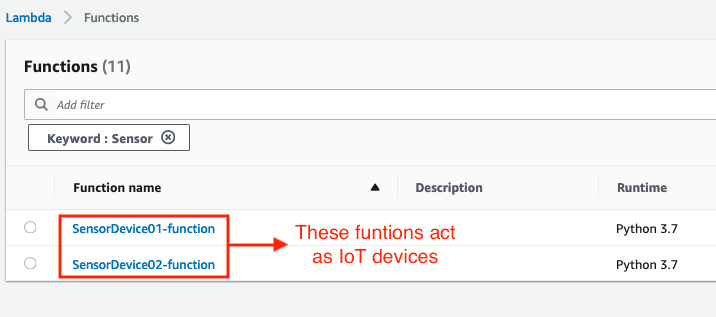 Lambda > Functions
Functions (11)
Add filter
Keyword : Sensor
Function name Description Runtime
SensorDevice01-function Python 3.7
SensorDevice02-function Python 3.7
These funtions act
as IoT devices